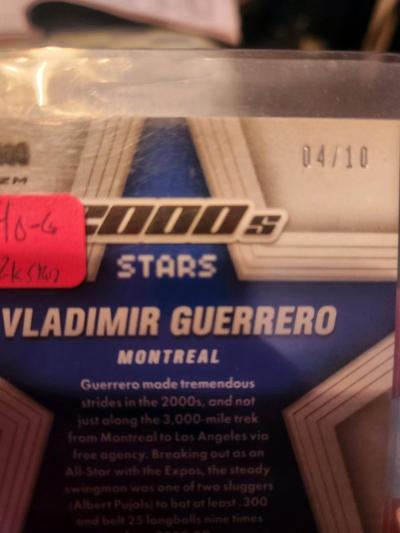 04/10
2000s
STARS
VLADIMIR GUERRERO
MONTREAL
Guerrero made tremendous
strides in the 2000s, and not
just along the 3,000-mile trek
from Montreal to Los Angeles via
free agency. Breaking out as an
All-Star with the Expos, the steady
swingman was one of two sluggers
(Albert Pujols) to bat at least .300
and belt 25 longballs nine times